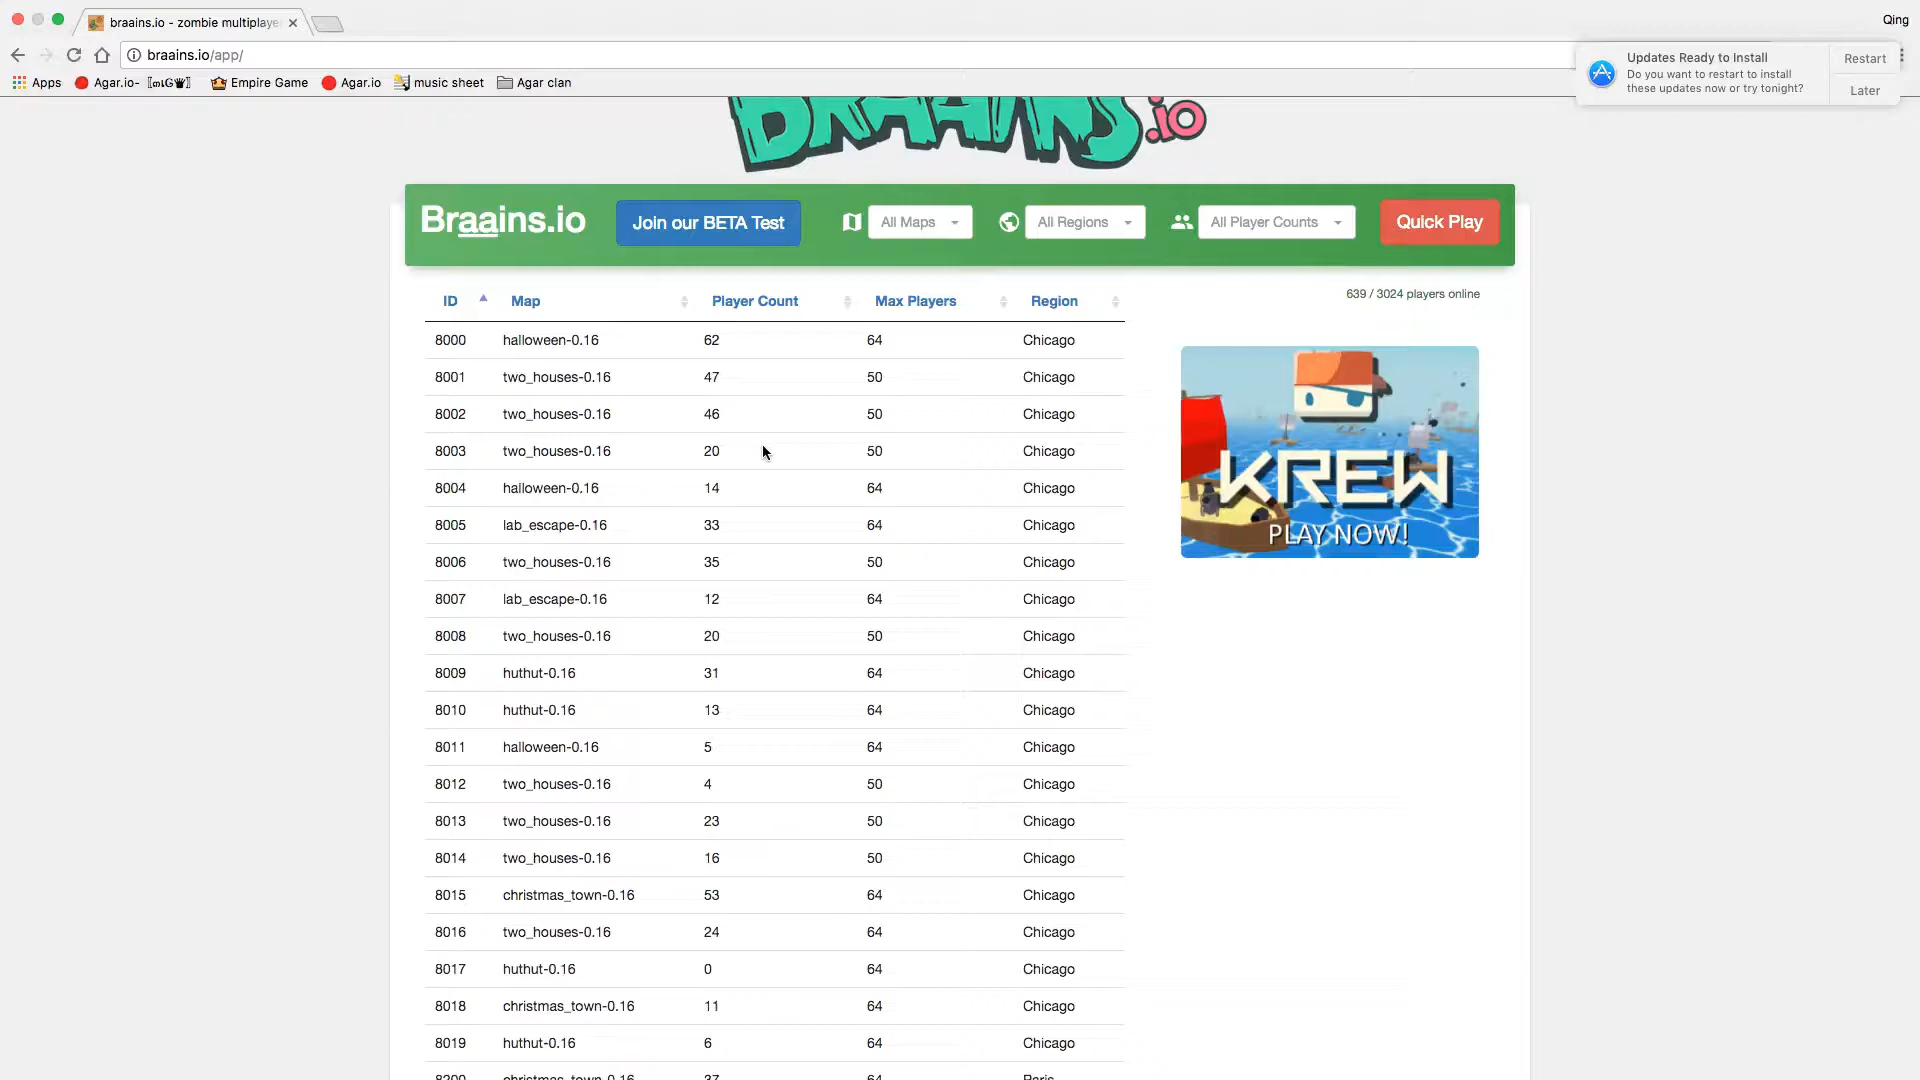 braains.io - zombie multiplaye
Qing
braains.io/app/
Apps Agar.io- Empire Game Agar.io music sheet Agar clan
Updates Ready to Install
Do you want to restart to install
these updates now or try tonight?
Restart
Later
BRAAAINS.io
Braains.io Join our BETA Test All Maps All Regions All Player Counts Quick Play
639 / 3024 players online
ID Map Player Count Max Players Region
8000 halloween-0.16 62 64 Chicago
8001 two_houses-0.16 47 50 Chicago
8002 two_houses-0.16 46 50 Chicago
8003 two_houses-0.16 20 50 Chicago
8004 halloween-0.16 14 64 Chicago
8005 lab_escape-0.16 33 64 Chicago
8006 two_houses-0.16 35 50 Chicago
8007 lab_escape-0.16 12 64 Chicago
8008 two_houses-0.16 20 50 Chicago
8009 huthut-0.16 31 64 Chicago
8010 huthut-0.16 13 64 Chicago
8011 halloween-0.16 5 64 Chicago
8012 two_houses-0.16 4 50 Chicago
8013 two_houses-0.16 23 50 Chicago
8014 two_houses-0.16 16 50 Chicago
8015 christmas_town-0.16 53 64 Chicago
8016 two_houses-0.16 24 64 Chicago
8017 huthut-0.16 0 64 Chicago
8018 christmas_town-0.16 11 64 Chicago
8019 huthut-0.16 6 64 Chicago
8200 christmas_town-0.16 37 64 Paris
KREW
PLAY NOW!